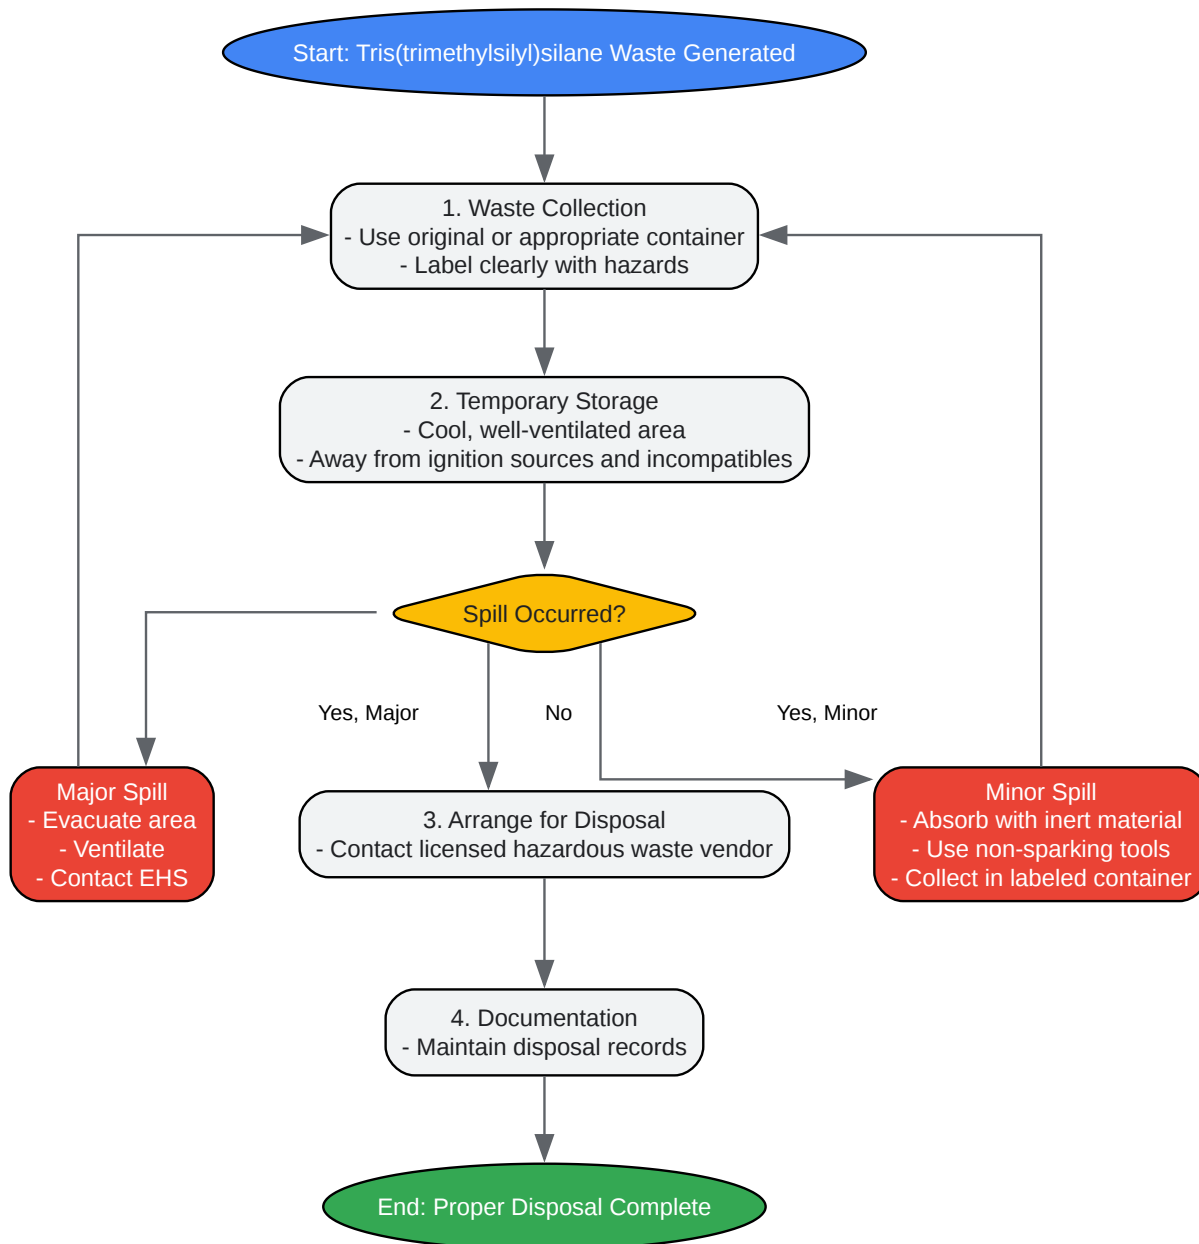 Start: Tris(trimethylsilyl)silane Waste Generated
1. Waste Collection
- Use original or appropriate container
- Label clearly with hazards
2. Temporary Storage
- Cool, well-ventilated area
- Away from ignition sources and incompatibles
Spill Occurred?
Yes, Major
No
Yes, Minor
Major Spill
- Evacuate area
- Ventilate
- Contact EHS
3. Arrange for Disposal
- Contact licensed hazardous waste vendor
Minor Spill
- Absorb with inert material
- Use non-sparking tools
- Collect in labeled container
4. Documentation
- Maintain disposal records
End: Proper Disposal Complete